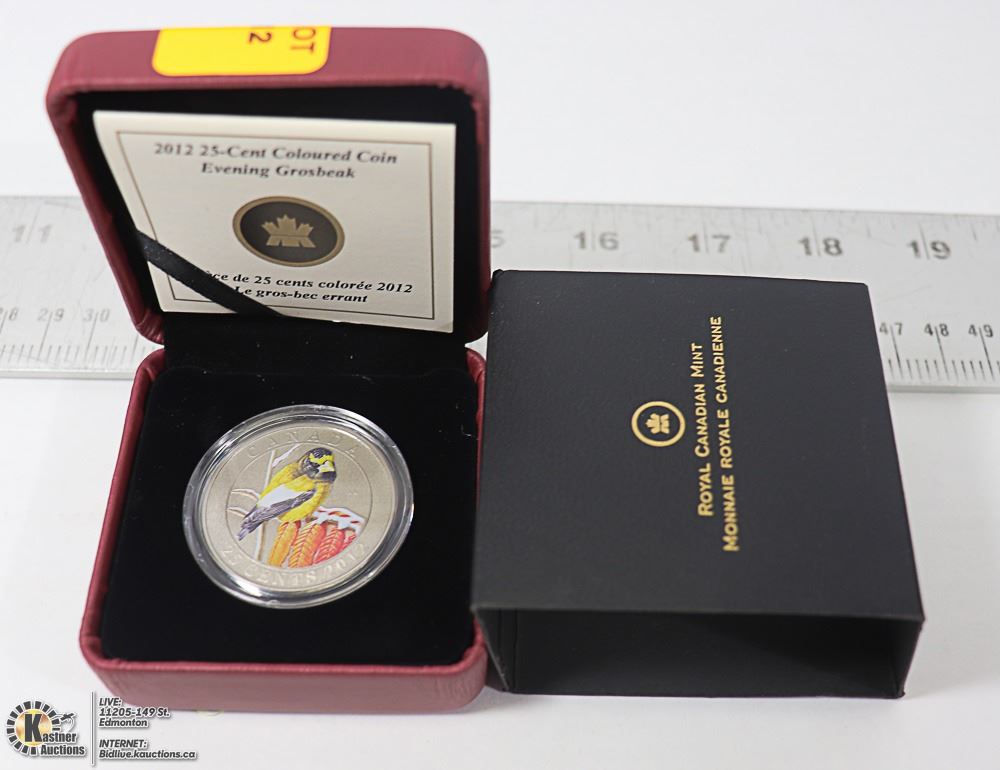 OT
2
2012 25-Cent Coloured Coin
Evening Grosbeak
ce de 25 cents colorée 2012
Le gros-bec errant
11
5
16
17
18
19
29
30
47
48
49
CANADA
25 CENTS 2012
ROYAL CANADIAN MINT
MONNAIE ROYALE CANADIENNE
Kastner
Auctions
LIVE:
11205-149 St.
Edmonton
INTERNET:
Bidlive.kauctions.ca